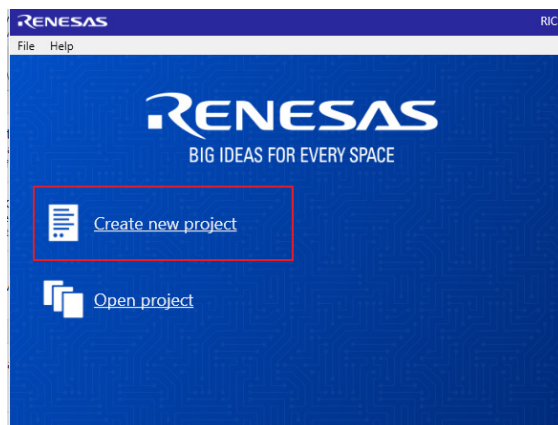 RENESAS
RIC
File Help
RENESAS
BIG IDEAS FOR EVERY SPACE
Create new project
Open project